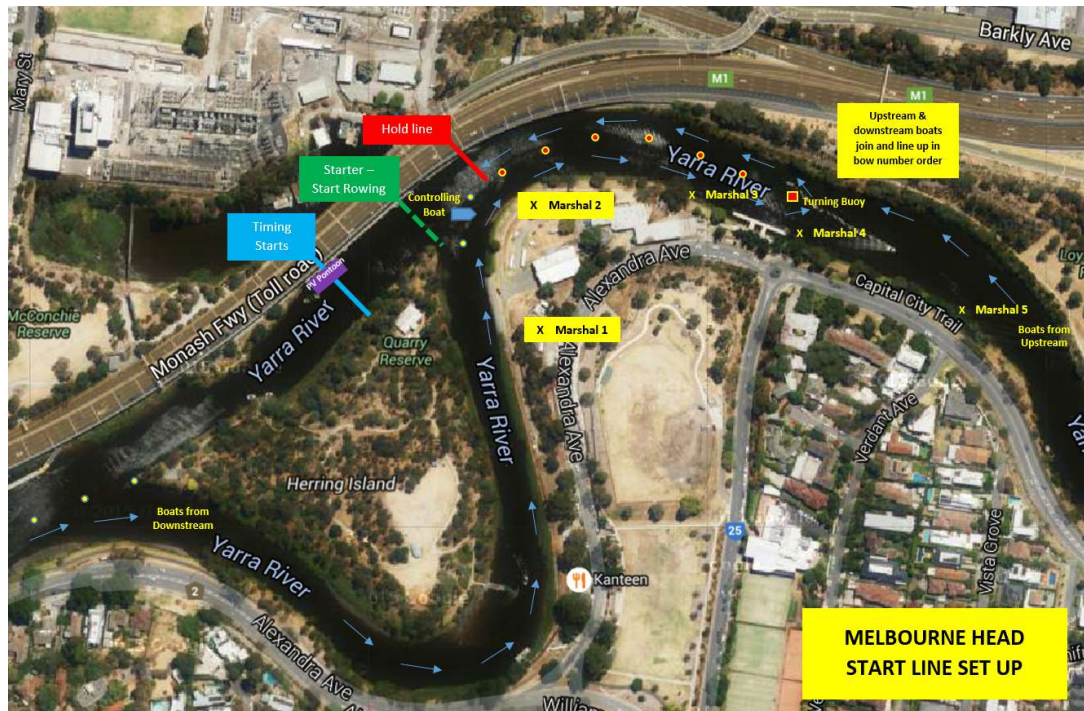 Mary St
Barkly Ave
M1
M1
Hold line
Upstream &
downstream boats
join and line up in
bow number order
Starter –
Start Rowing
Controlling
Boat
Yarra River
X Marshal 3
Turning Buoy
X Marshal 2
X Marshal 4
Timing
Starts
PV Pontoon
Alexandra Ave
Capital City Trail
X Marshal 5
Boats from
Upstream
McConchie
Reserve
Monash Fwy (Toll road)
Yarra River
Quarry
Reserve
X Marshal 1
Yarra River
Alexandra Ave
Verdant Ave
Herring Island
Boats from
Downstream
25
Vista Grove
Yarra River
Kanteen
2
Alexandra Ave
MELBOURNE HEAD
START LINE SET UP